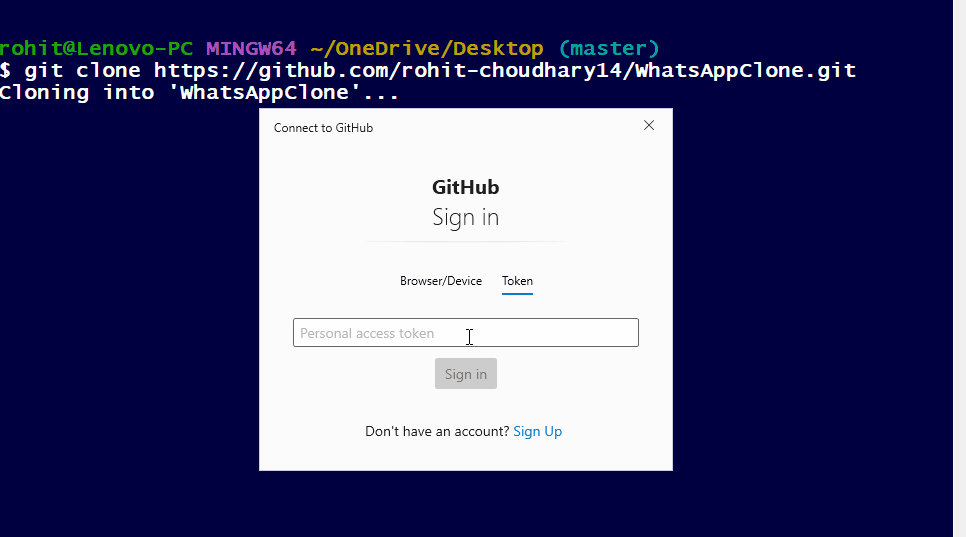 rohit@Lenovo-PC MINGW64 ~/OneDrive/Desktop (master)
$ git clone https://github.com/rohit-choudhary14/WhatsAppClone.git
Cloning into 'WhatsAppClone'...
Connect to GitHub
GitHub
Sign in
Browser/Device Token
Personal access token
Sign in
Don't have an account? Sign Up